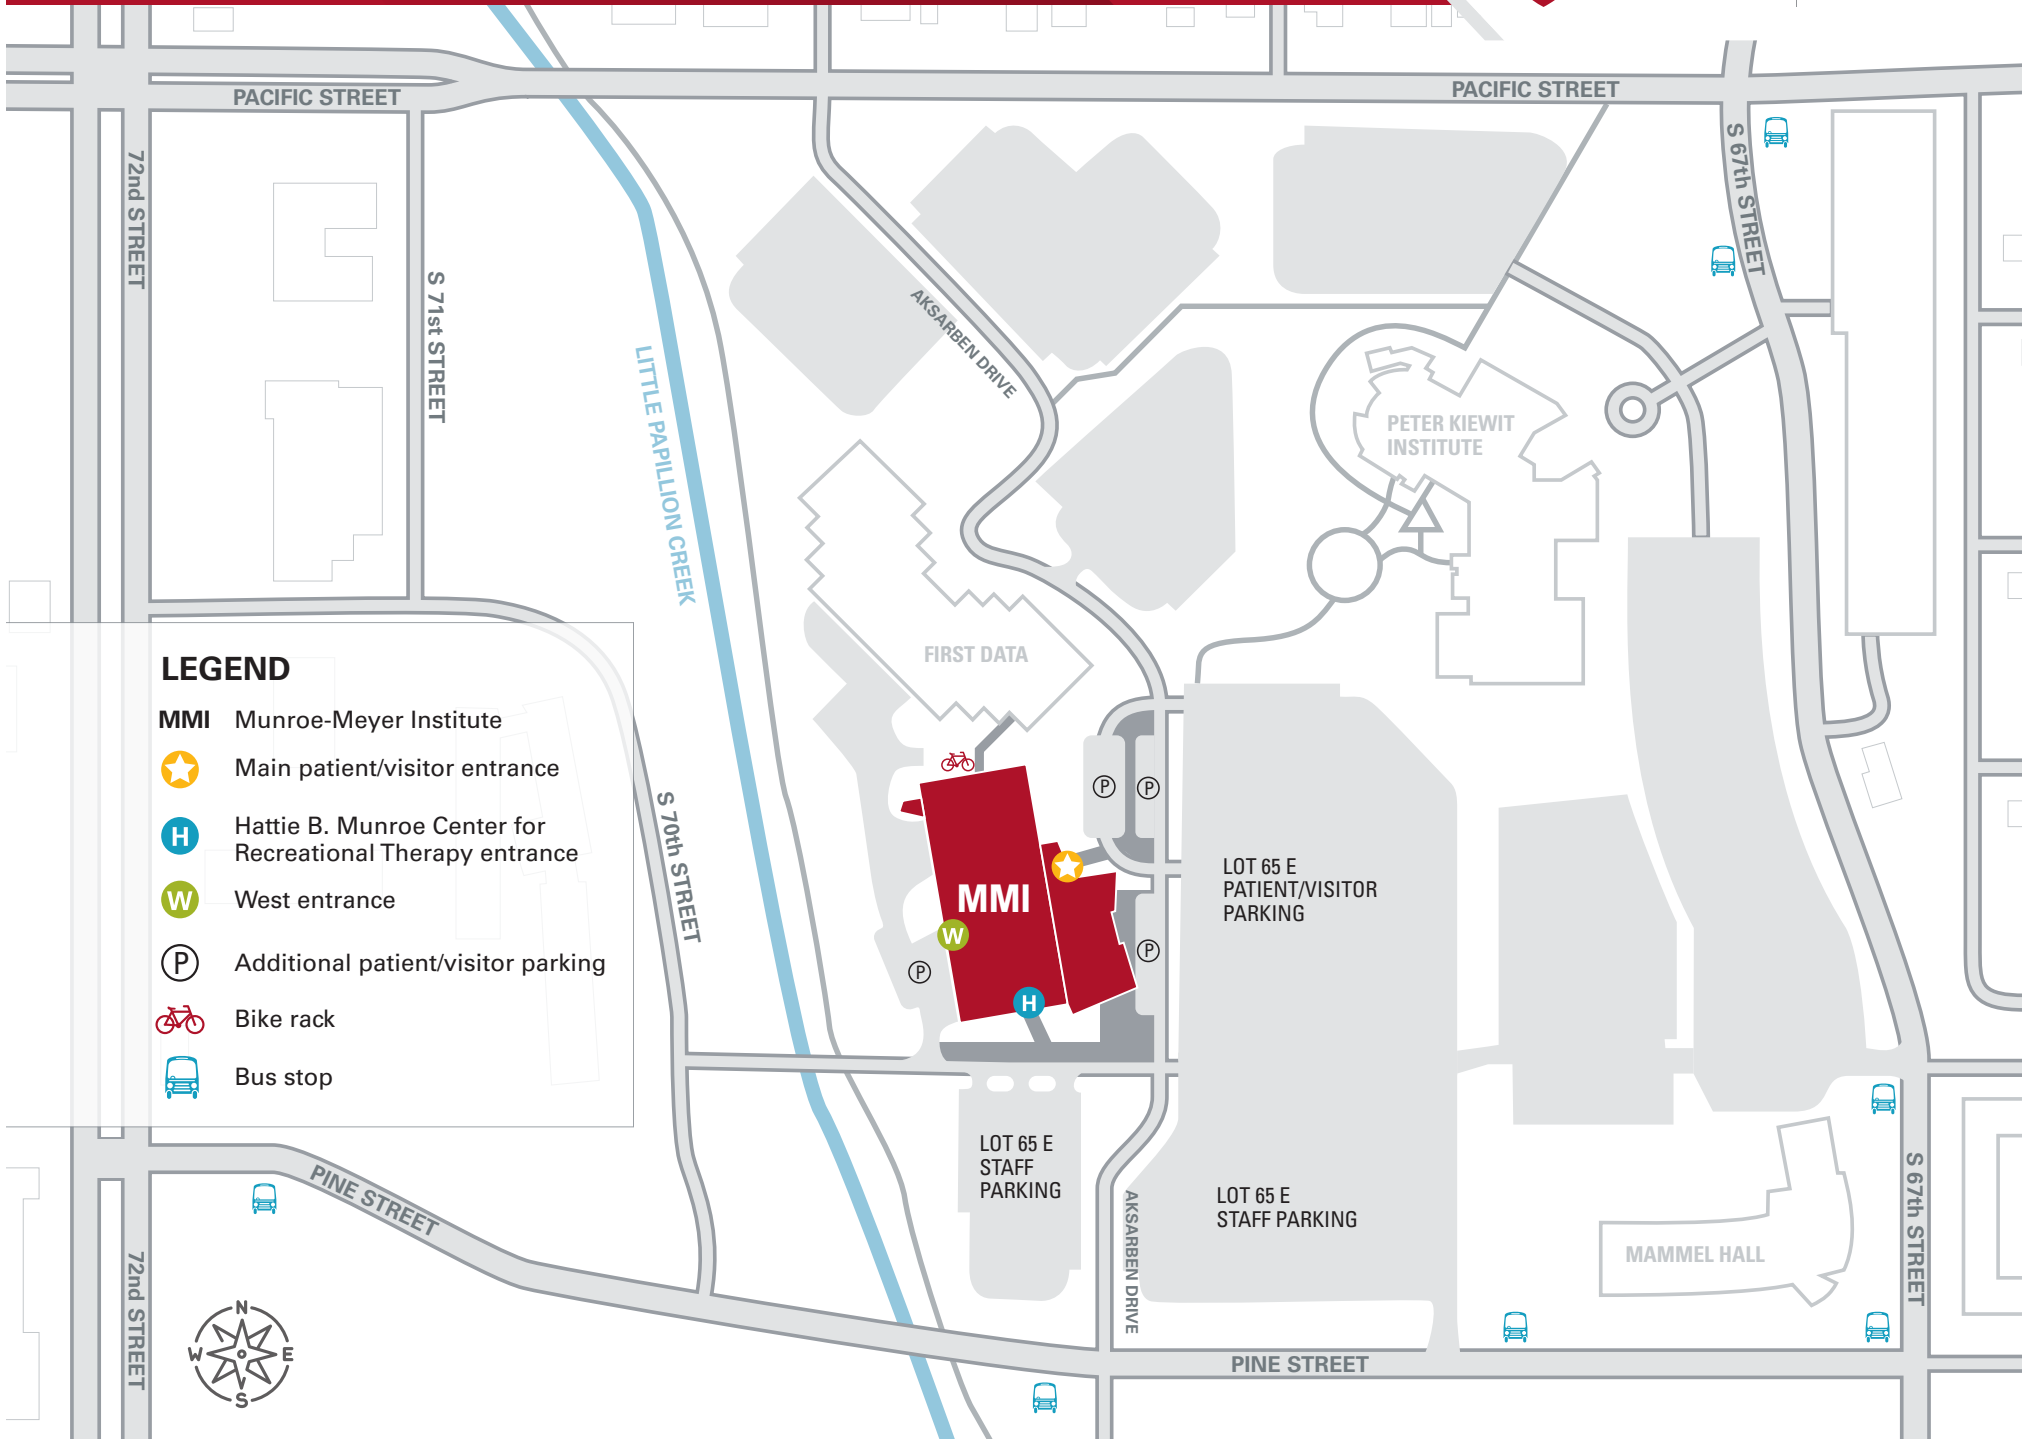 PACIFIC STREET
PACIFIC STREET
72nd STREET
S 67th STREET
S 71st STREET
AKSARBEN DRIVE
LITTLE PAPILLION CREEK
PETER KIEWIT
INSTITUTE
FIRST DATA
LEGEND
MMI Munroe-Meyer Institute
Main patient/visitor entrance
H Hattie B. Munroe Center for
Recreational Therapy entrance
W West entrance
P Additional patient/visitor parking
Bike rack
Bus stop
S 70th STREET
P
P
MMI
W
P
P
H
LOT 65 E
PATIENT/VISITOR
PARKING
LOT 65 E
STAFF
PARKING
LOT 65 E
STAFF PARKING
AKSARBEN DRIVE
MAMMEL HALL
S 67th STREET
PINE STREET
72nd STREET
N
W
E
S
PINE STREET